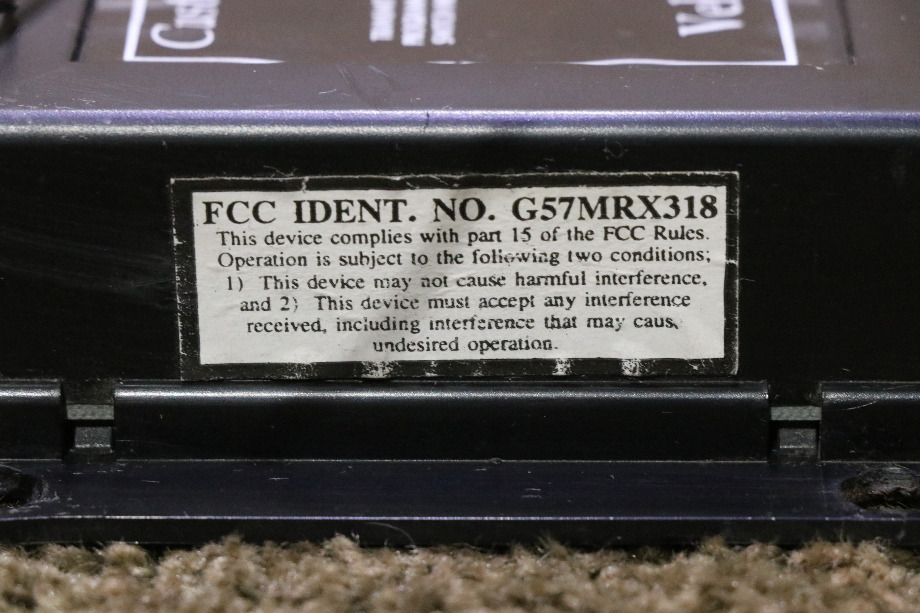 FCC IDENT. NO. G57MRX318
This device complies with part 15 of the FCC Rules.
Operation is subject to the following two conditions;
1) This device may not cause harmful interference,
and 2) This device must accept any interference
received, including interference that may caus
undesired operation.